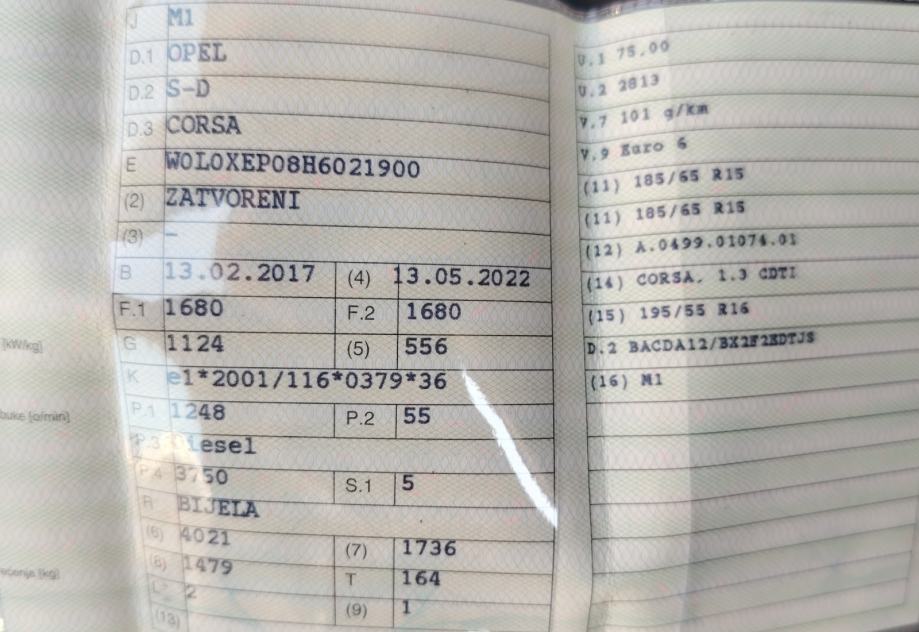 J M1
D.1 OPEL
D.2 S-D
D.3 CORSA
E W0L0XEP08H6021900
(2) ZATVORENI
(3) -
B 13.02.2017 (4) 13.05.2022
F.1 1680 F.2 1680
G 1124 (5) 556
K e1*2001/116*0379*36
P.1 1248 P.2 55
P.3 Diesel
P.4 3750 S.1 5
R BIJELA
(6) 4021 (7) 1736
(8) 1479 T 164
L 2 (9) 1
(13)
U.1 75,00
U.2 2813
V.7 101 g/km
V.9 Euro 6
(11) 185/65 R15
(11) 185/65 R15
(12) A.0499.01074.01
(14) CORSA, 1.3 CDTI
(15) 195/55 R16
D.2 BACDA12/BX2F2EDTJS
(16) M1
[kW/kg]
[o/min]
[kg]